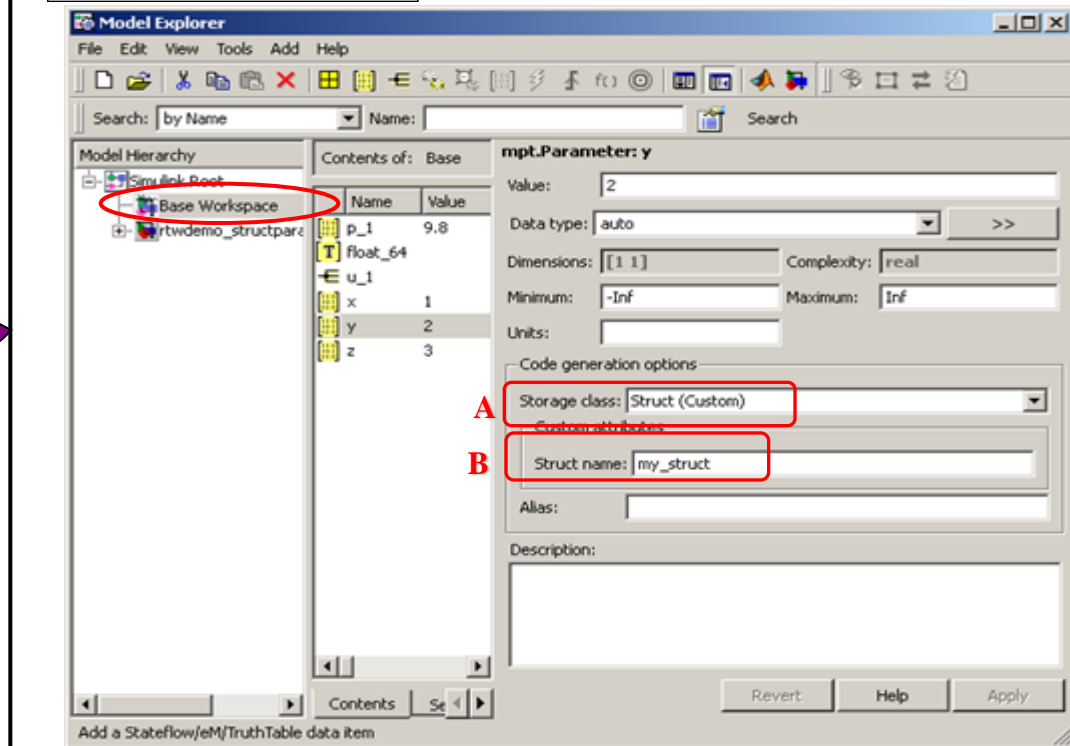 Model Explorer
File Edit View Tools Add Help
Search: by Name Name: Search
Model Hierarchy
Simulink Root
Base Workspace
rtwdemo_structpara
Contents of: Base
Name Value
p_1 9.8
T float_64
u_1
x 1
y 2
z 3
Contents Se
mpt.Parameter: y
Value: 2
Data type: auto >>
Dimensions: [1 1] Complexity: real
Minimum: -Inf Maximum: Inf
Units:
Code generation options
A Storage class: Struct (Custom)
Custom attributes
B Struct name: my_struct
Alias:
Description:
Revert Help Apply
Add a Stateflow/eM/TruthTable data item